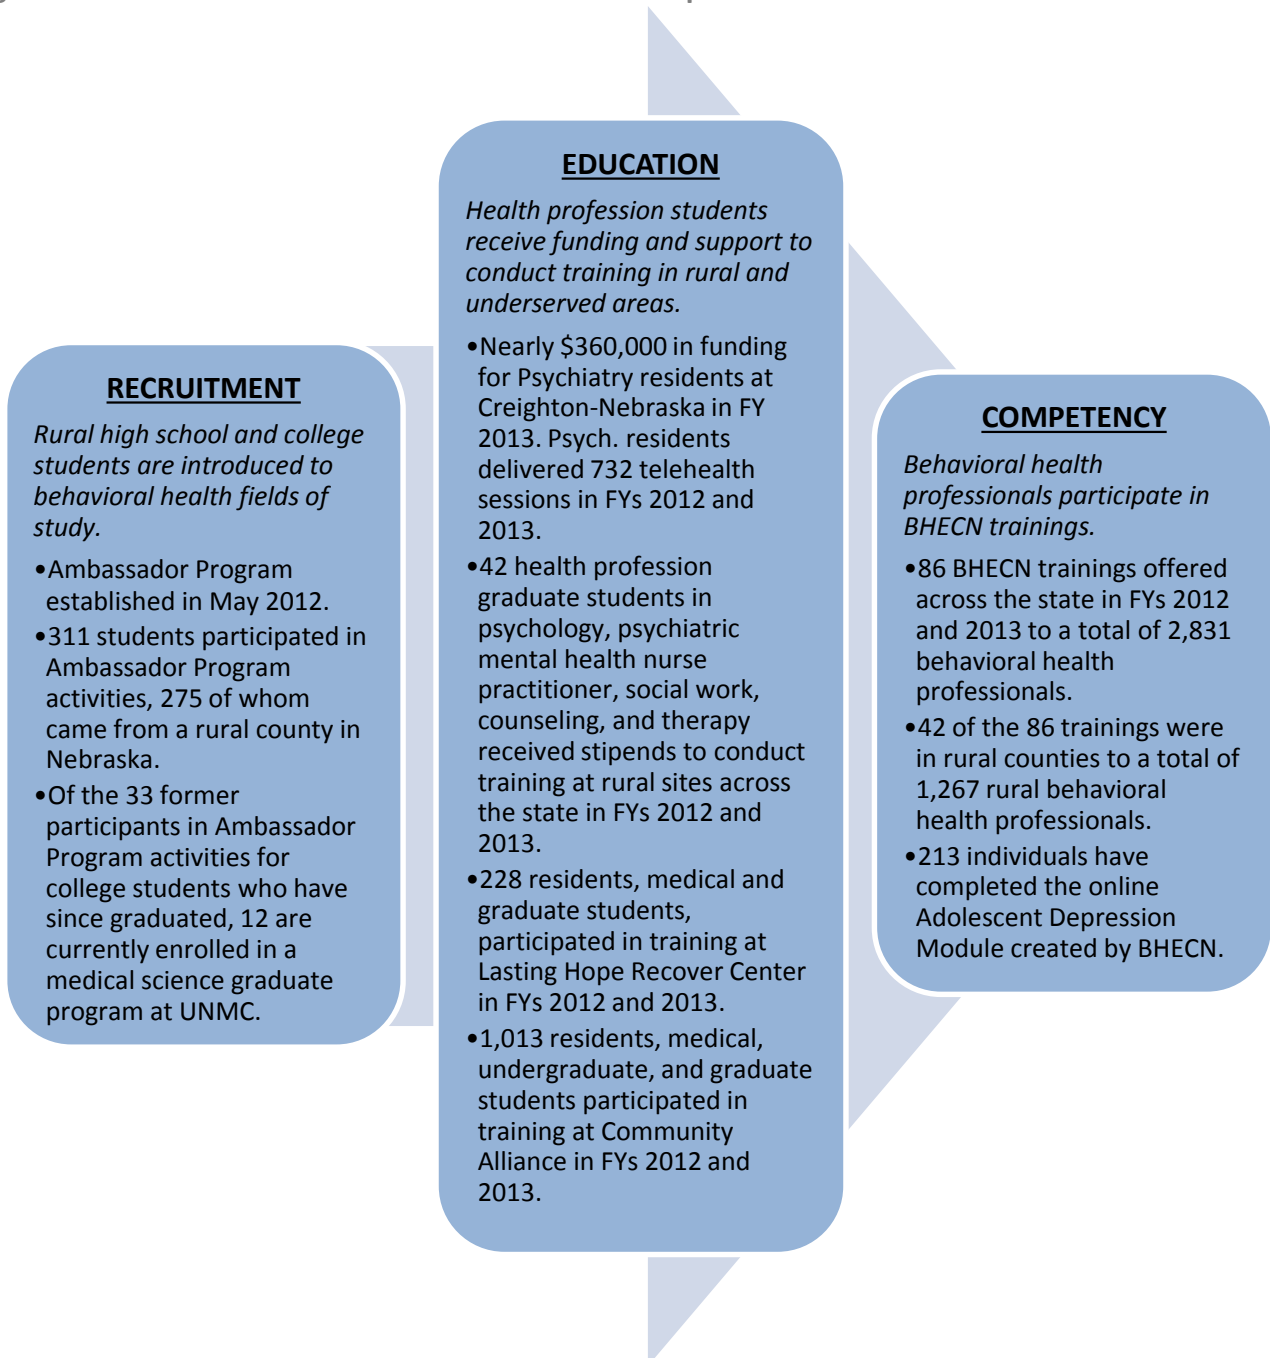 RECRUITMENT
Rural high school and college
students are introduced to
behavioral health fields of
study.
•Ambassador Program
established in May 2012.
•311 students participated in
Ambassador Program
activities, 275 of whom
came from a rural county in
Nebraska.
•Of the 33 former
participants in Ambassador
Program activities for
college students who have
since graduated, 12 are
currently enrolled in a
medical science graduate
program at UNMC.
EDUCATION
Health profession students
receive funding and support to
conduct training in rural and
underserved areas.
•Nearly $360,000 in funding
for Psychiatry residents at
Creighton-Nebraska in FY
2013. Psych. residents
delivered 732 telehealth
sessions in FYs 2012 and
2013.
•42 health profession
graduate students in
psychology, psychiatric
mental health nurse
practitioner, social work,
counseling, and therapy
received stipends to conduct
training at rural sites across
the state in FYs 2012 and
2013.
•228 residents, medical and
graduate students,
participated in training at
Lasting Hope Recover Center
in FYs 2012 and 2013.
•1,013 residents, medical,
undergraduate, and graduate
students participated in
training at Community
Alliance in FYs 2012 and
2013.
COMPETENCY
Behavioral health
professionals participate in
BHECN trainings.
•86 BHECN trainings offered
across the state in FYs 2012
and 2013 to a total of 2,831
behavioral health
professionals.
•42 of the 86 trainings were
in rural counties to a total of
1,267 rural behavioral
health professionals.
•213 individuals have
completed the online
Adolescent Depression
Module created by BHECN.